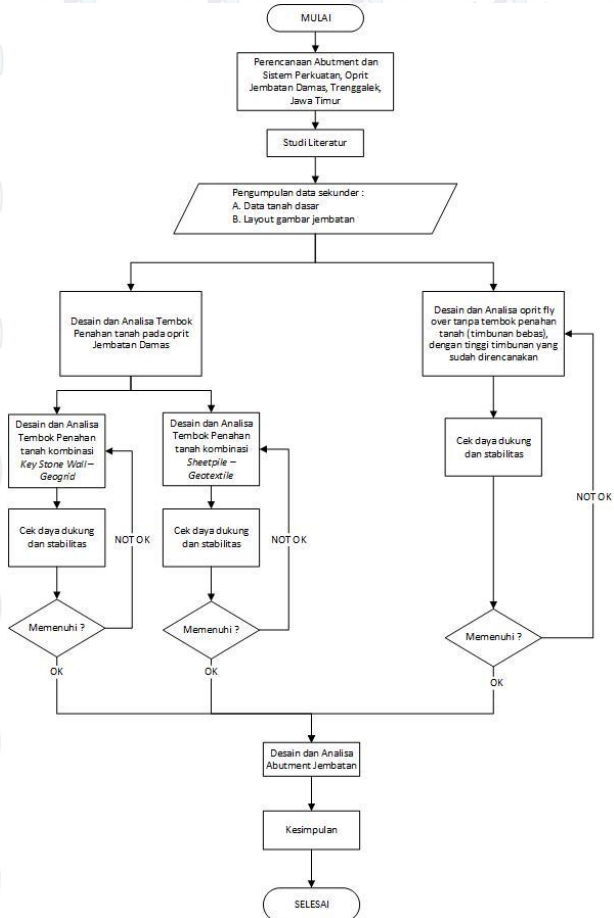 MULAI
Perencanaan Abutment dan
Sistem Perkuatan, Oprit
Jembatan Damas, Trenggalek,
Jawa Timur
Studi Literatur
Pengumpulan data sekunder :
A. Data tanah dasar
B. Layout gambar jembatan
Desain dan Analisa Tembok
Penahan tanah pada oprit
Jembatan Damas
Desain dan Analisa oprit fly
over tanpa tembok penahan
tanah (timbunan bebas),
dengan tinggi timbunan yang
sudah direncanakan
Desain dan Analisa
Tembok Penahan
tanah kombinasi
Key Stone Wall–
Geogrid
Desain dan Analisa
Tembok Penahan
tanah kombinasi
Sheetpile –
Geotextile
Cek daya dukung
dan stabilitas
NOT OK
Cek daya dukung
dan stabilitas
NOT OK
Cek daya dukung
dan stabilitas
NOT OK
Memenuhi ?
Memenuhi ?
Memenuhi ?
OK
OK
OK
Desain dan Analisa
Abutment Jembatan
Kesimpulan
SELESAI